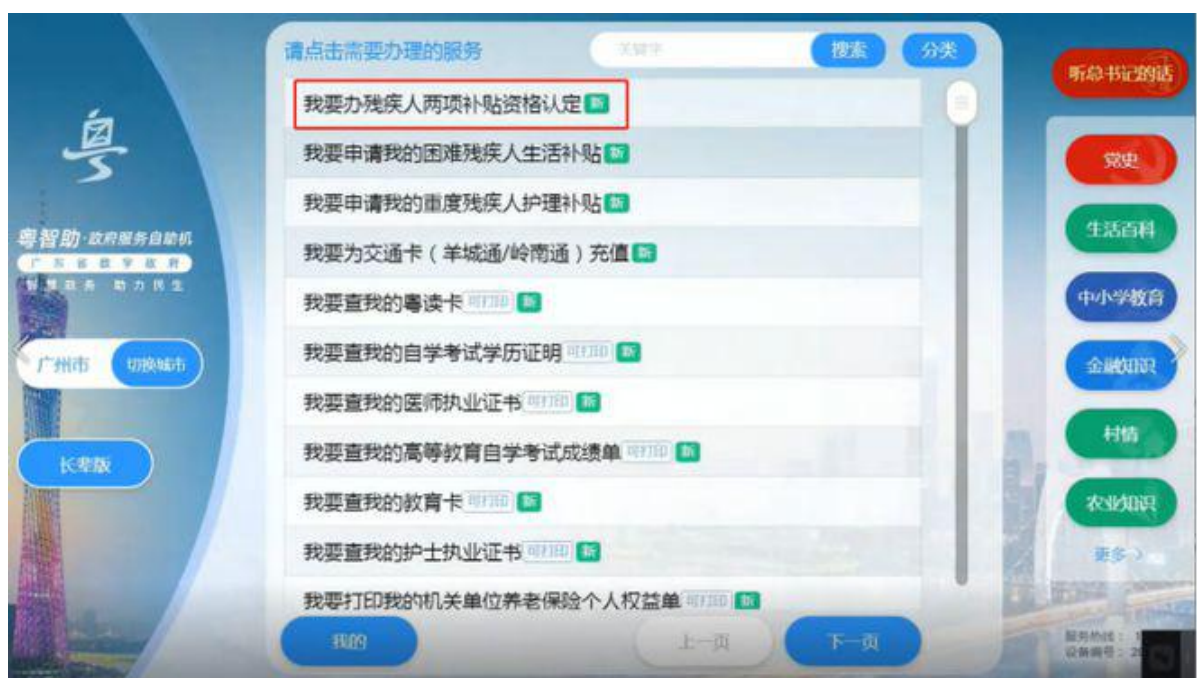 粤
粤智助·政府服务自助机
广东省数字政府
智慧政务 助力民生
广州市 切换城市
长辈版
请点击需要办理的服务 关键字 搜索 分类
我要办残疾人两项补贴资格认定 新
我要申请我的困难残疾人生活补贴 新
我要申请我的重度残疾人护理补贴 新
我要为交通卡（羊城通/岭南通）充值 新
我要查我的粤读卡 可打印 新
我要查我的自学考试学历证明 可打印 新
我要查我的医师执业证书 可打印 新
我要查我的高等教育自学考试成绩单 可打印 新
我要查我的教育卡 可打印 新
我要查我的护士执业证书 可打印 新
我要打印我的机关单位养老保险个人权益单 可打印 新
我的 上一页 下一页
听总书记的话
党史
生活百科
中小学教育
金融知识
村情
农业知识
更多
服务热线：1
设备编号：2